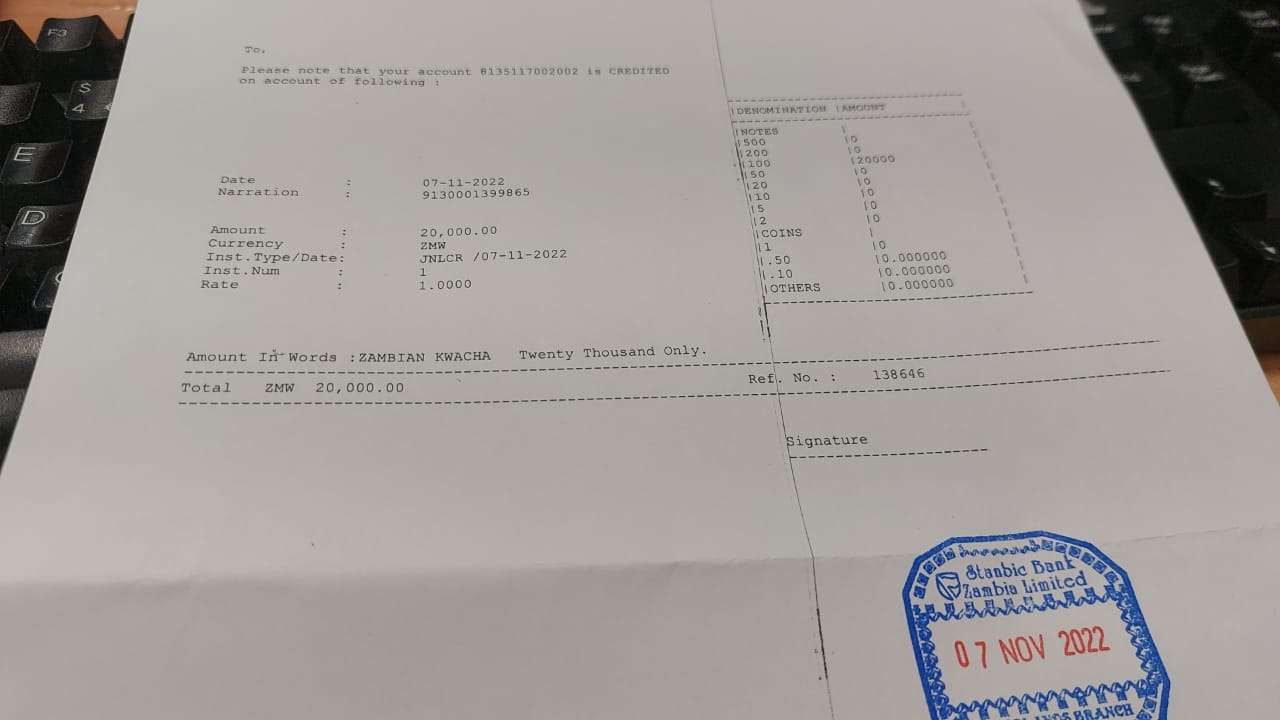 To,
Please note that your account 8135117002002 is CREDITED
on account of following :
|DENOMINATION |AMOUNT
|NOTES |
|500 |0
|200 |0
|100 |20000
|50 |0
|20 |0
|10 |0
|5 |0
|2 |0
|COINS |
|1 |0
|.50 |0.000000
|.10 |0.000000
|OTHERS |0.000000
Date : 07-11-2022
Narration : 9130001399865
Amount : 20,000.00
Currency : ZMW
Inst.Type/Date: JNLCR /07-11-2022
Inst.Num : 1
Rate : 1.0000
Amount In Words :ZAMBIAN KWACHA Twenty Thousand Only.
Total ZMW 20,000.00 Ref. No. : 138646
Signature
Stanbic Bank
Zambia Limited
07 NOV 2022
BRANCH
F3
$
4
E
D